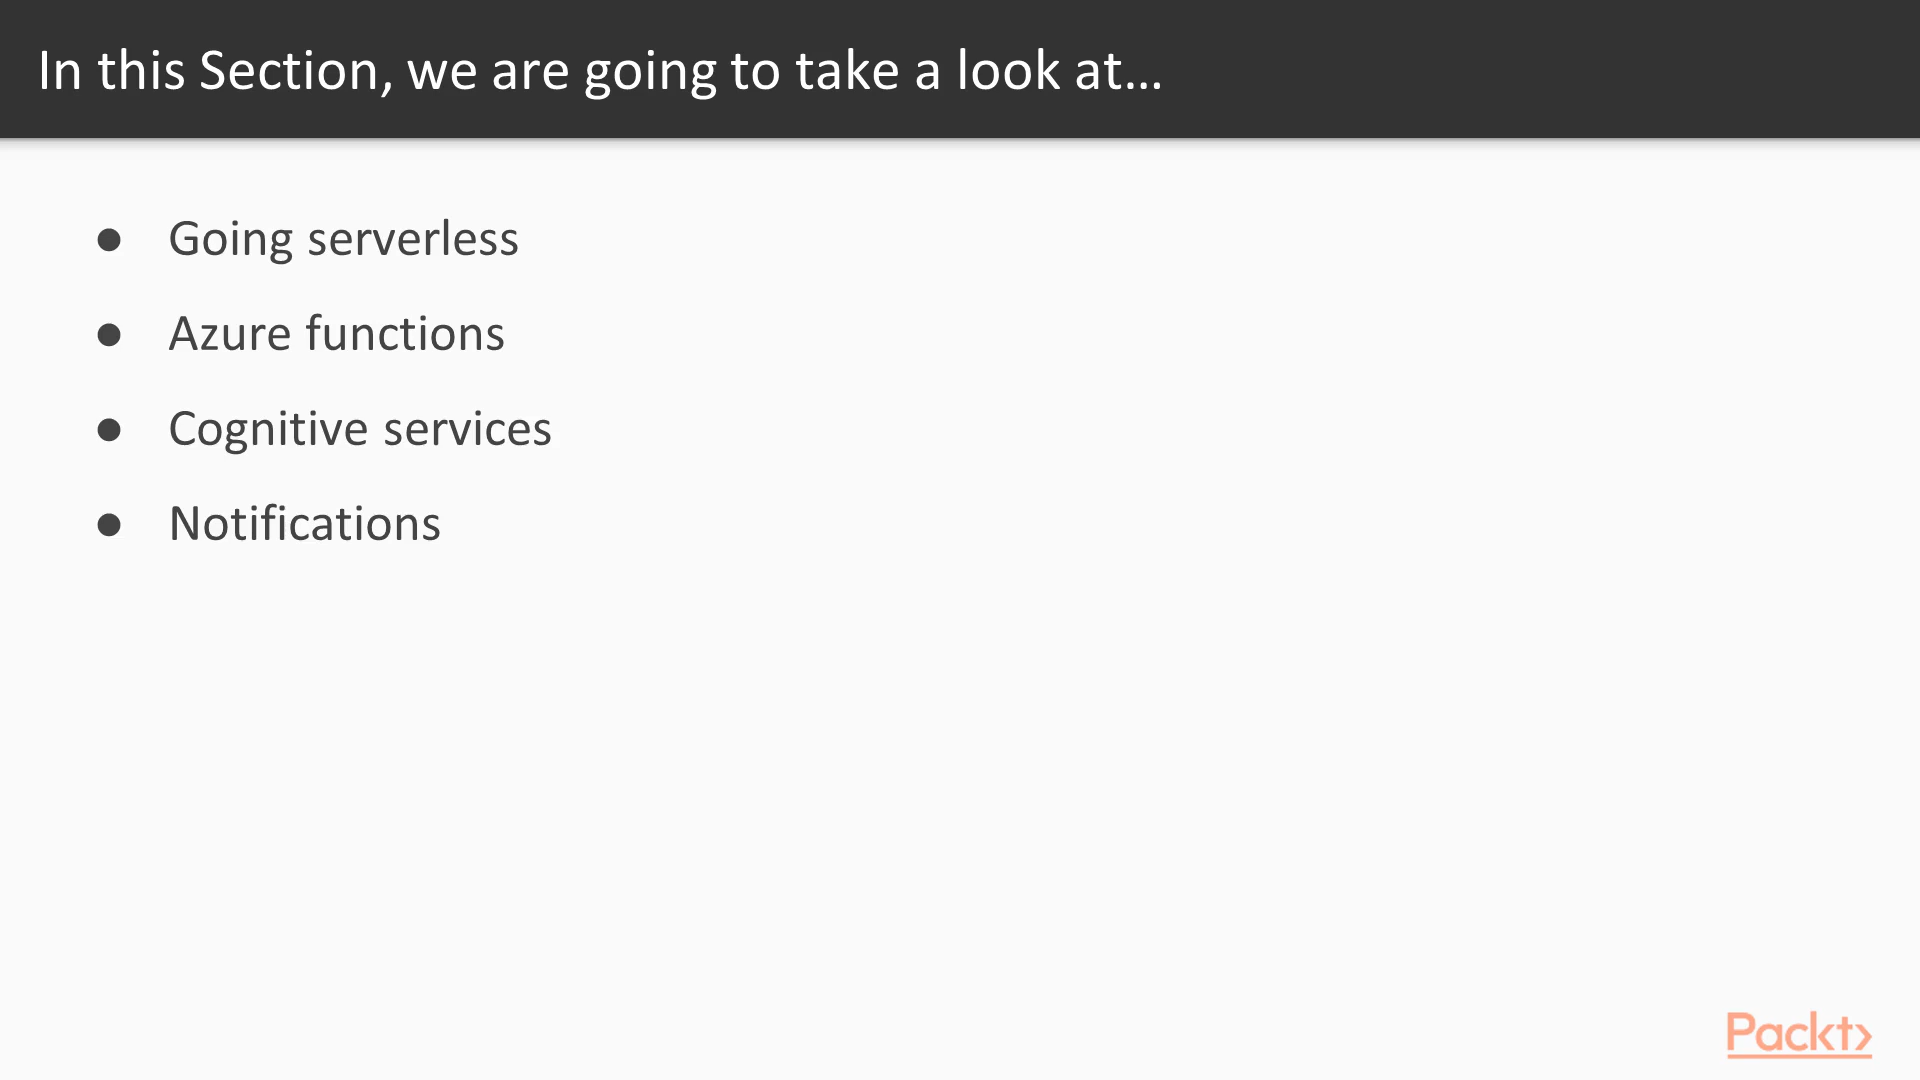 In this Section, we are going to take a look at…
● Going serverless
● Azure functions
● Cognitive services
● Notifications
Packt>